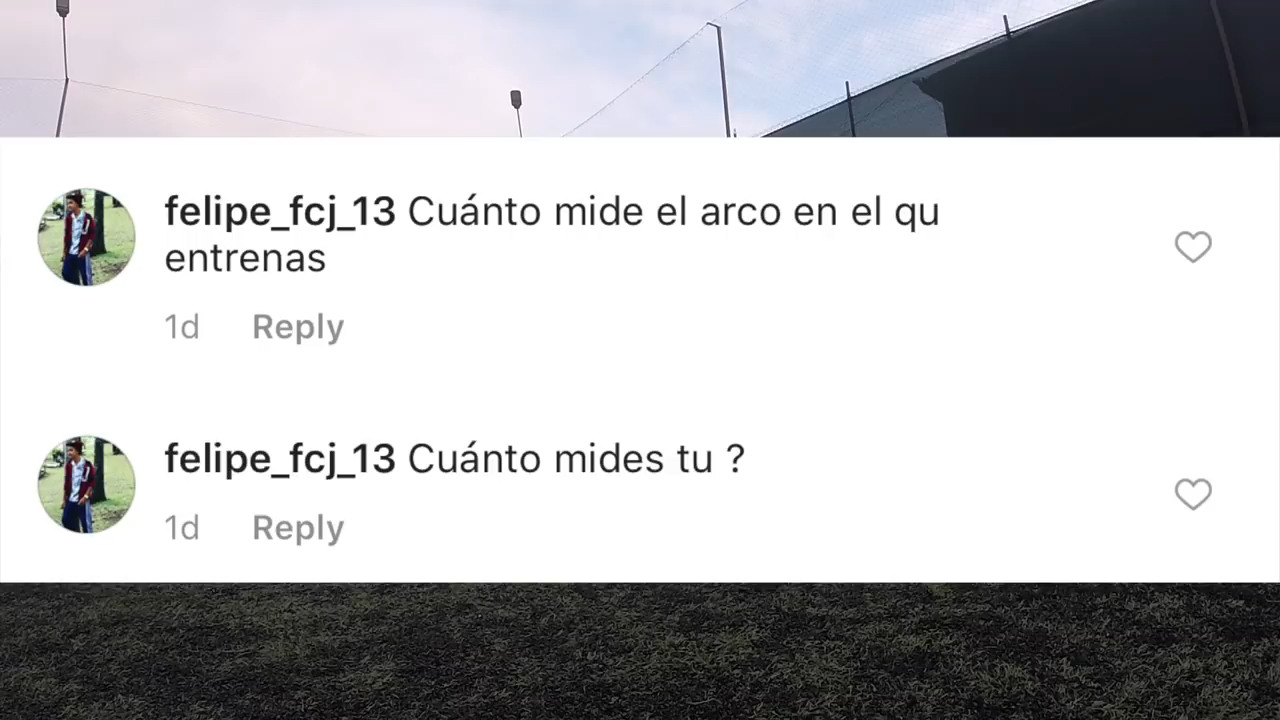 felipe_fcj_13 Cuánto mide el arco en el qu
entrenas
1d Reply
felipe_fcj_13 Cuánto mides tu ?
1d Reply